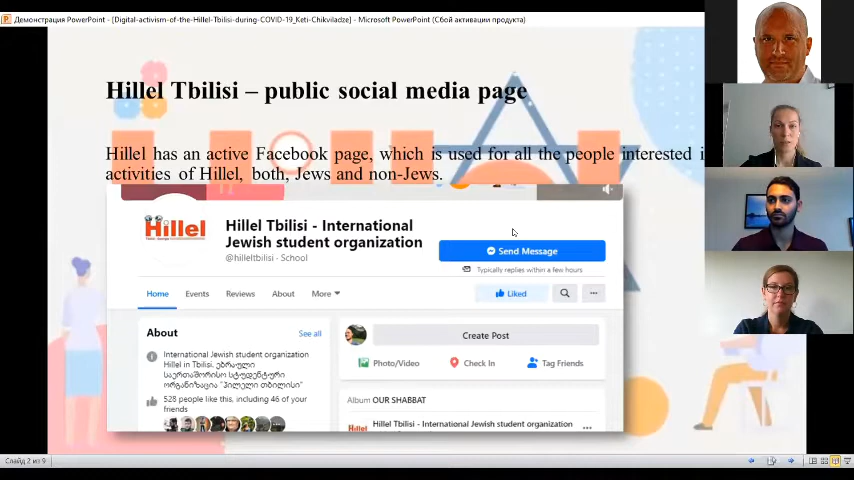 Демонстрация PowerPoint - [Digital-activism-of-the-Hillel-Tbilisi-during-COVID-19_Keti-Chikviladze] - Microsoft PowerPoint (Сбой активации продукта)
Hillel Tbilisi – public social media page
Hillel has an active Facebook page, which is used for all the people interested i
activities of Hillel, both, Jews and non-Jews.
Hillel
Hillel Tbilisi - International
Jewish student organization
@hilleltbilisi · School
Send Message
Typically replies within a few hours
Home Events Reviews About More
Liked
About See all
International Jewish student organization
Hillel in Tbilisi. ებრაული
საერთაშორისო სტუდენტური
ორგანიზაცია "ჰილელი თბილისი"
528 people like this, including 46 of your
friends
Create Post
Photo/Video Check In Tag Friends
Album OUR SHABBAT
Hillel Hillel Tbilisi - International Jewish student organization
Слайд 2 из 9